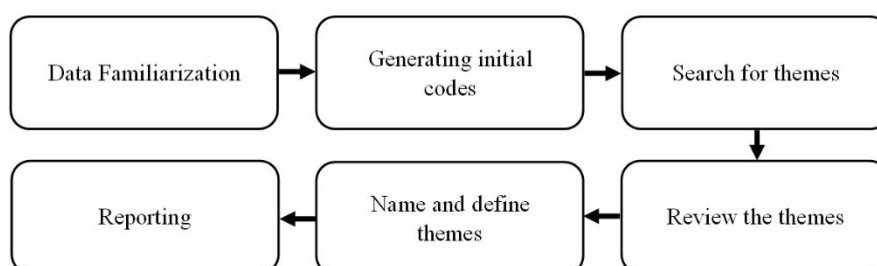 Data Familiarization
Generating initial
codes
Search for themes
Review the themes
Name and define
themes
Reporting